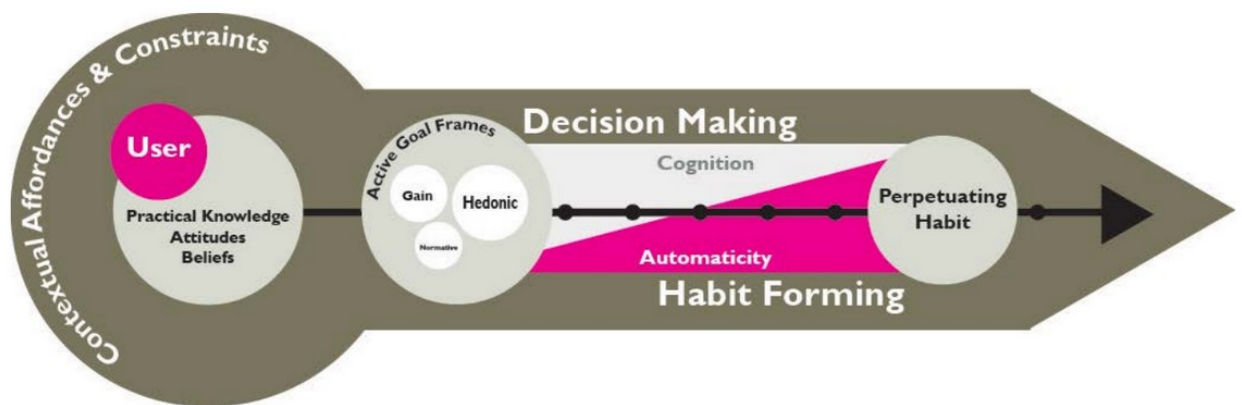 Contextual Affordances & Constraints
User
Practical Knowledge
Attitudes
Beliefs
Active Goal Frames
Gain
Hedonic
Normative
Decision Making
Cognition
Automaticity
Habit Forming
Perpetuating
Habit